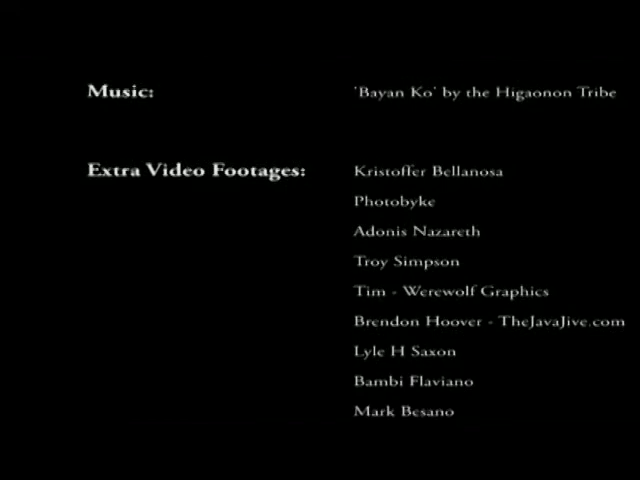 Music: 'Bayan Ko' by the Higaonon Tribe
Extra Video Footages: Kristoffer Bellanosa
Photobyke
Adonis Nazareth
Troy Simpson
Tim - Werewolf Graphics
Brendon Hoover - TheJavaJive.com
Lyle H Saxon
Bambi Flaviano
Mark Besano